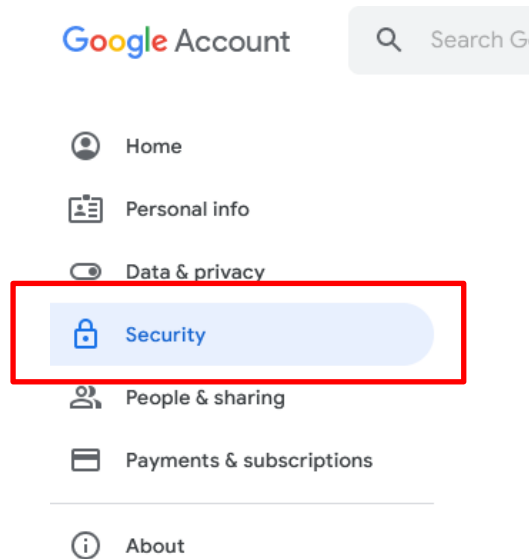 Google Account
Search G
Home
Personal info
Data & privacy
Security
People & sharing
Payments & subscriptions
About